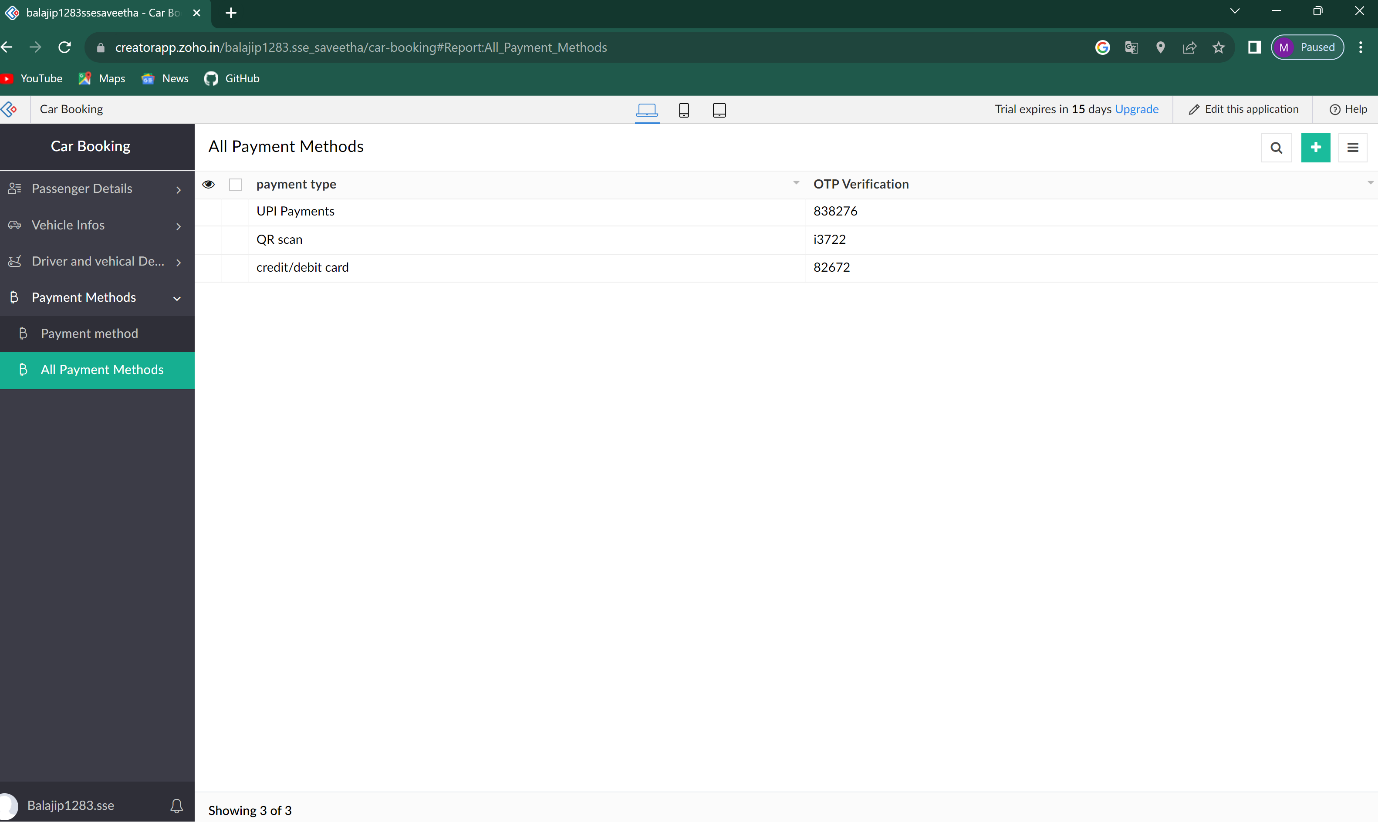 balajip1283ssesaveetha - Car Bo
creatorapp.zoho.in/balajip1283.sse_saveetha/car-booking#Report:All_Payment_Methods
M Paused
YouTube Maps News GitHub
Car Booking
Trial expires in 15 days Upgrade
Edit this application
Help
Car Booking
Passenger Details
Vehicle Infos
Driver and vehical De...
Payment Methods
Payment method
All Payment Methods
Balajip1283.sse
All Payment Methods
payment type OTP Verification
UPI Payments 838276
QR scan i3722
credit/debit card 82672
Showing 3 of 3